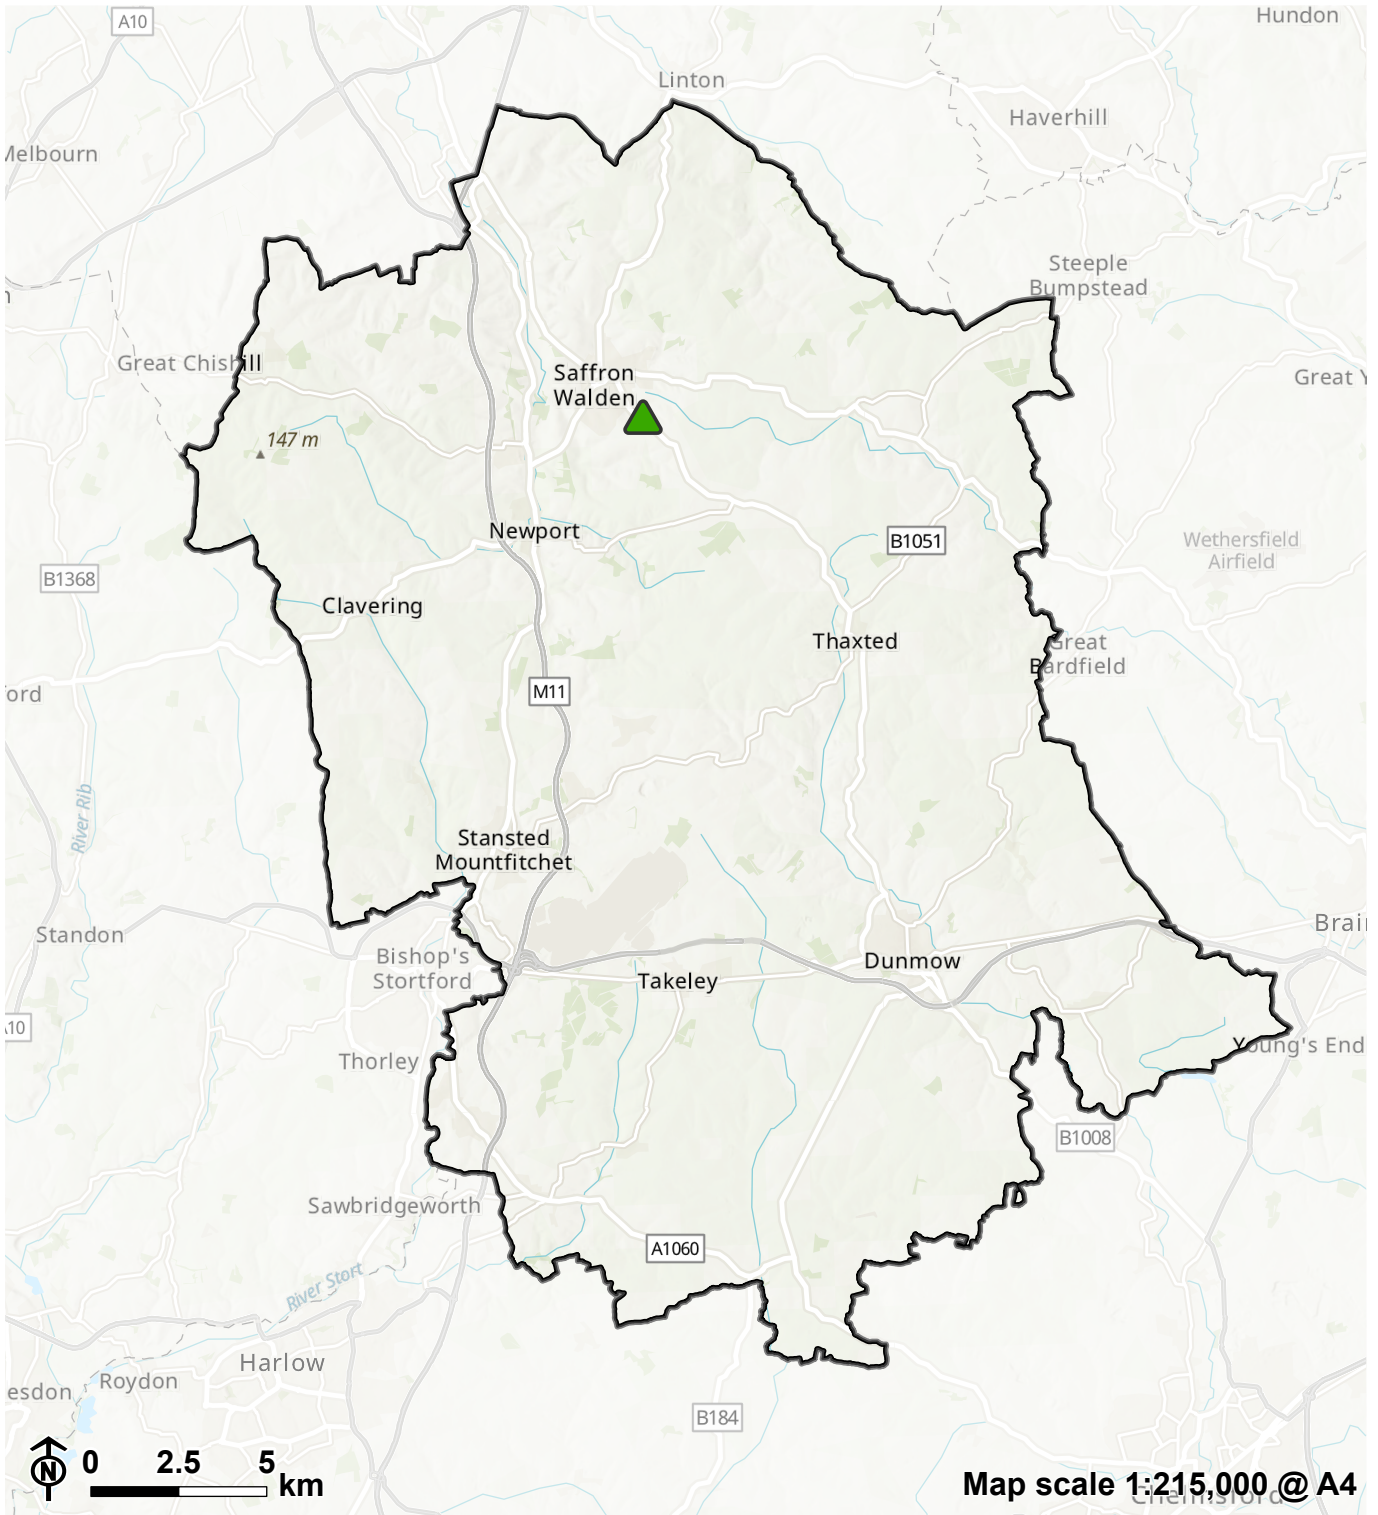 A10
Hundon
Linton
Haverhill
Melbourn
Steeple
Bumpstead
Great Chishill
Saffron
Walden
Great Y
147 m
Newport
B1051
Wethersfield
Airfield
B1368
Clavering
Thaxted
Great
Bardfield
ford
M11
River Rib
Stansted
Mountfitchet
Standon
Brain
Bishop's
Stortford
Dunmow
Takeley
A10
Young's End
Thorley
B1008
Sawbridgeworth
A1060
River Stort
Harlow
Roydon
esdon
B184
N
0 2.5 5
km
Map scale 1:215,000 @ A4
Chelmsford